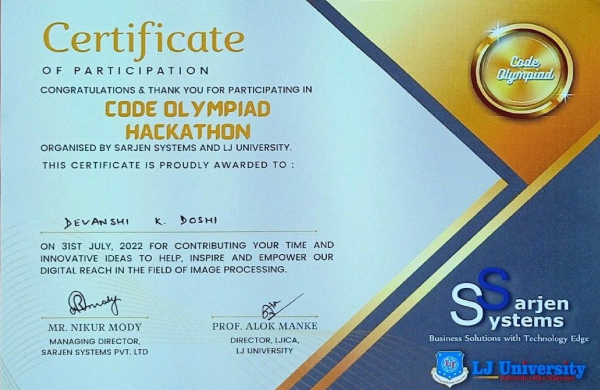 Certificate
OF PARTICIPATION
CONGRATULATIONS & THANK YOU FOR PARTICIPATING IN
CODE OLYMPIAD
HACKATHON
ORGANISED BY SARJEN SYSTEMS AND LJ UNIVERSITY.
THIS CERTIFICATE IS PROUDLY AWARDED TO :
DEVANSHI K. DOSHI
ON 31ST JULY, 2022 FOR CONTRIBUTING YOUR TIME AND
INNOVATIVE IDEAS TO HELP, INSPIRE AND EMPOWER OUR
DIGITAL REACH IN THE FIELD OF IMAGE PROCESSING.
MR. NIKUR MODY
MANAGING DIRECTOR,
SARJEN SYSTEMS PVT. LTD
PROF. ALOK MANKE
DIRECTOR, LJICA,
LJ UNIVERSITY
Code
Olympiad
Sarjen
Systems
Business Solutions with Technology Edge
LJ University